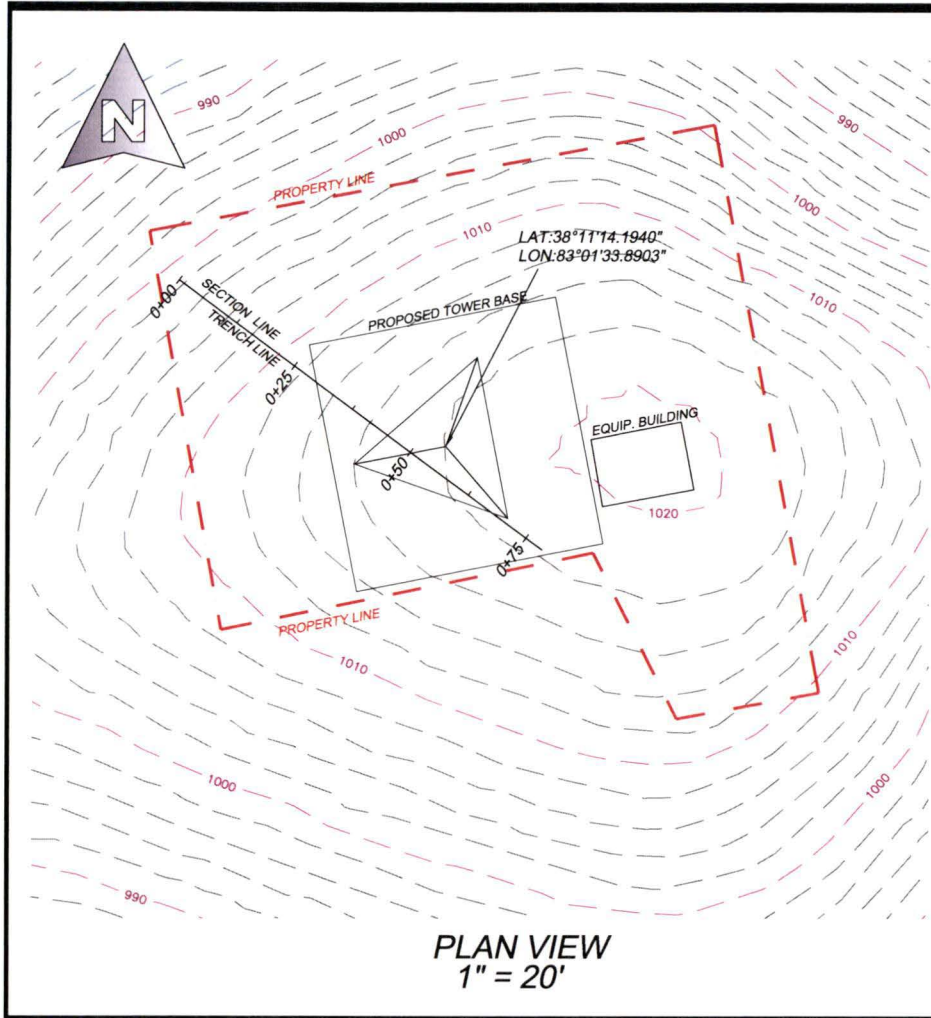 N
990
1000
990
PROPERTY LINE
1000
1010
LAT:38°11'14.1940"
LON:83°01'33.8903"
0+00
SECTION LINE
TRENCH LINE
PROPOSED TOWER BASE
1010
0+25
EQUIP. BUILDING
0+50
1020
0+75
PROPERTY LINE
1010
1010
1000
1000
990
PLAN VIEW
1" = 20'